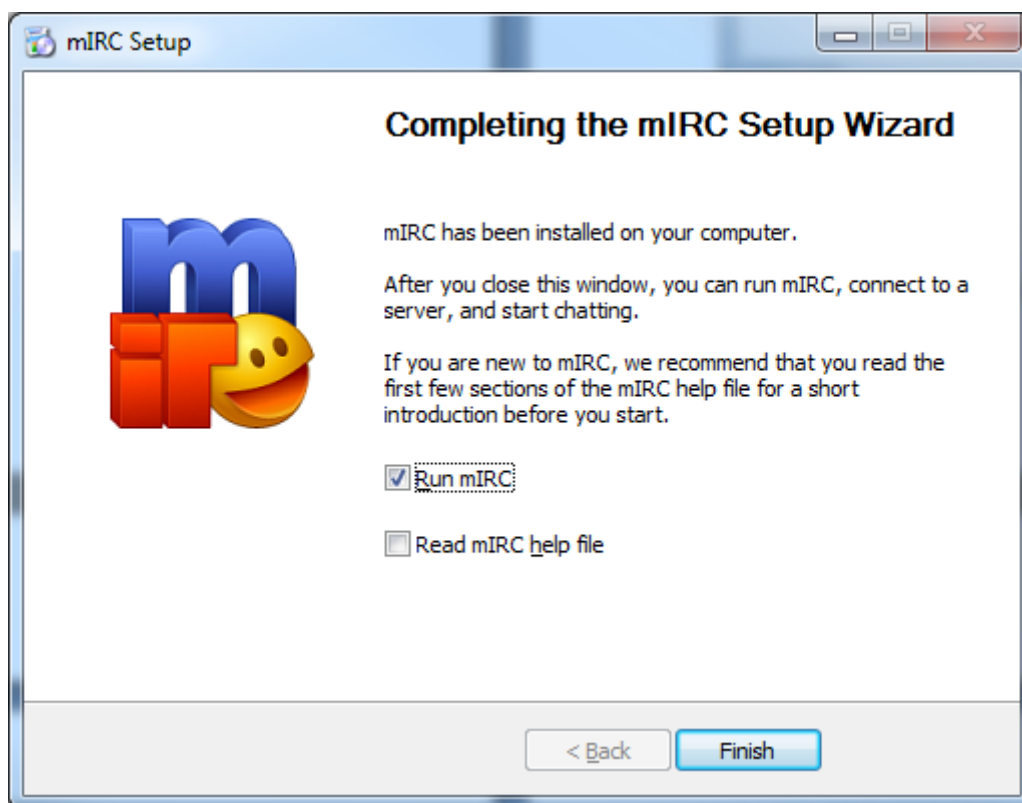 mIRC Setup
Completing the mIRC Setup Wizard
mIRC has been installed on your computer.
After you close this window, you can run mIRC, connect to a
server, and start chatting.
If you are new to mIRC, we recommend that you read the
first few sections of the mIRC help file for a short
introduction before you start.
mirc
Run mIRC
Read mIRC help file
< Back
Finish